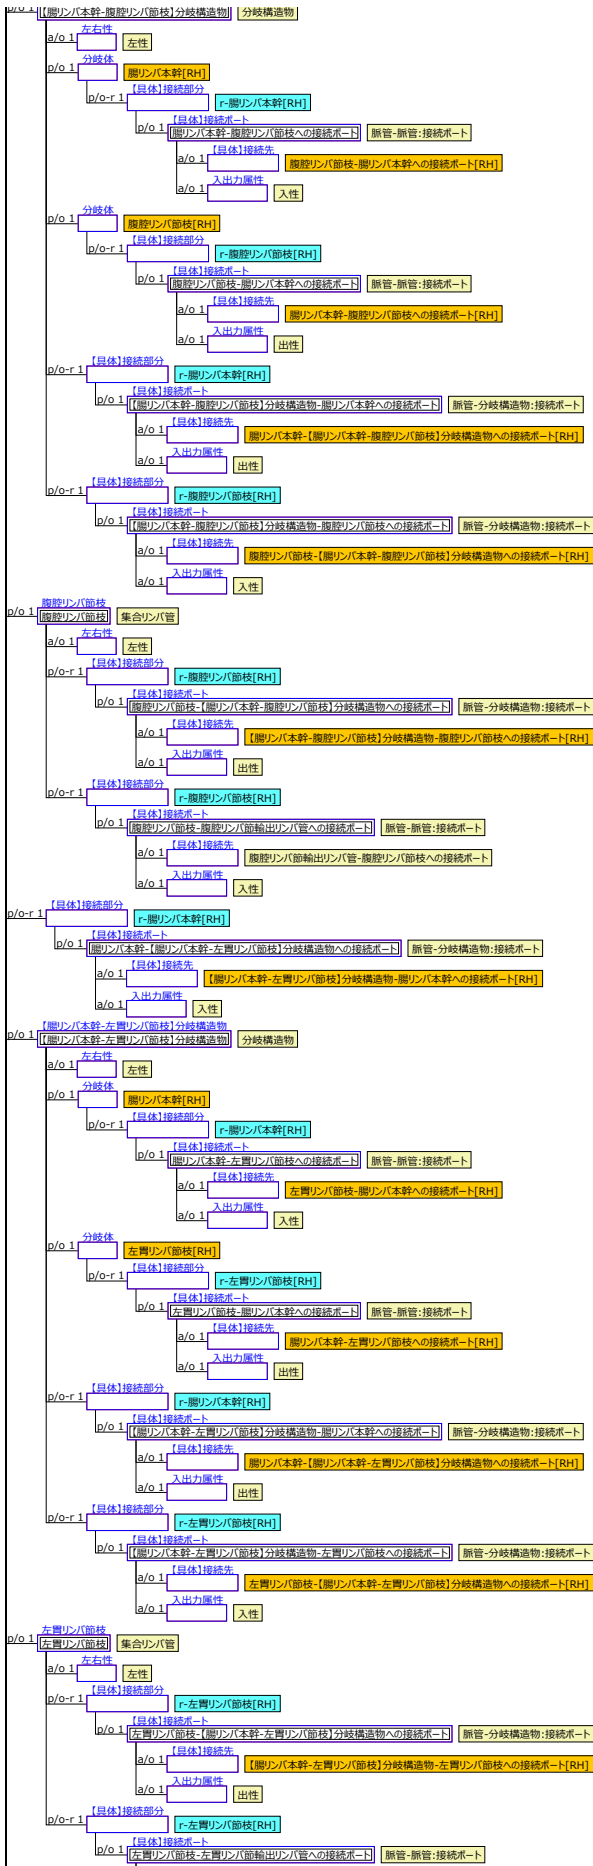 p/o 1 【腸リンパ本幹-腹腔リンパ節枝】分岐構造物 分岐構造物
左右性
a/o 1 左性
分岐体
p/o 1 腸リンパ本幹[RH]
【具体】接続部分
p/o-r 1 r-腸リンパ本幹[RH]
【具体】接続ポート
p/o 1 腸リンパ本幹-腹腔リンパ節枝への接続ポート 脈管-脈管:接続ポート
【具体】接続先
a/o 1 腹腔リンパ節枝-腸リンパ本幹への接続ポート[RH]
入出力属性
a/o 1 入性
分岐体
p/o 1 腹腔リンパ節枝[RH]
【具体】接続部分
p/o-r 1 r-腹腔リンパ節枝[RH]
【具体】接続ポート
p/o 1 腹腔リンパ節枝-腸リンパ本幹への接続ポート 脈管-脈管:接続ポート
【具体】接続先
a/o 1 腸リンパ本幹-腹腔リンパ節枝への接続ポート[RH]
入出力属性
a/o 1 出性
【具体】接続部分
p/o-r 1 r-腸リンパ本幹[RH]
【具体】接続ポート
p/o 1 【腸リンパ本幹-腹腔リンパ節枝】分岐構造物-腸リンパ本幹への接続ポート 脈管-分岐構造物:接続ポート
【具体】接続先
a/o 1 腸リンパ本幹-【腸リンパ本幹-腹腔リンパ節枝】分岐構造物への接続ポート[RH]
入出力属性
a/o 1 出性
【具体】接続部分
p/o-r 1 r-腹腔リンパ節枝[RH]
【具体】接続ポート
p/o 1 【腸リンパ本幹-腹腔リンパ節枝】分岐構造物-腹腔リンパ節枝への接続ポート 脈管-分岐構造物:接続ポート
【具体】接続先
a/o 1 腹腔リンパ節枝-【腸リンパ本幹-腹腔リンパ節枝】分岐構造物への接続ポート[RH]
入出力属性
a/o 1 入性
腹腔リンパ節枝
p/o 1 腹腔リンパ節枝 集合リンパ管
左右性
a/o 1 左性
【具体】接続部分
p/o-r 1 r-腹腔リンパ節枝[RH]
【具体】接続ポート
p/o 1 腹腔リンパ節枝-【腸リンパ本幹-腹腔リンパ節枝】分岐構造物への接続ポート 脈管-分岐構造物:接続ポート
【具体】接続先
a/o 1 【腸リンパ本幹-腹腔リンパ節枝】分岐構造物-腹腔リンパ節枝への接続ポート[RH]
入出力属性
a/o 1 出性
【具体】接続部分
p/o-r 1 r-腹腔リンパ節枝[RH]
【具体】接続ポート
p/o 1 腹腔リンパ節枝-腹腔リンパ節輸出リンパ管への接続ポート 脈管-脈管:接続ポート
【具体】接続先
a/o 1 腹腔リンパ節輸出リンパ管-腹腔リンパ節枝への接続ポート
入出力属性
a/o 1 入性
【具体】接続部分
p/o-r 1 r-腸リンパ本幹[RH]
【具体】接続ポート
p/o 1 腸リンパ本幹-【腸リンパ本幹-左胃リンパ節枝】分岐構造物への接続ポート 脈管-分岐構造物:接続ポート
【具体】接続先
a/o 1 【腸リンパ本幹-左胃リンパ節枝】分岐構造物-腸リンパ本幹への接続ポート[RH]
入出力属性
a/o 1 入性
【腸リンパ本幹-左胃リンパ節枝】分岐構造物
p/o 1 【腸リンパ本幹-左胃リンパ節枝】分岐構造物 分岐構造物
左右性
a/o 1 左性
分岐体
p/o 1 腸リンパ本幹[RH]
【具体】接続部分
p/o-r 1 r-腸リンパ本幹[RH]
【具体】接続ポート
p/o 1 腸リンパ本幹-左胃リンパ節枝への接続ポート 脈管-脈管:接続ポート
【具体】接続先
a/o 1 左胃リンパ節枝-腸リンパ本幹への接続ポート[RH]
入出力属性
a/o 1 入性
分岐体
p/o 1 左胃リンパ節枝[RH]
【具体】接続部分
p/o-r 1 r-左胃リンパ節枝[RH]
【具体】接続ポート
p/o 1 左胃リンパ節枝-腸リンパ本幹への接続ポート 脈管-脈管:接続ポート
【具体】接続先
a/o 1 腸リンパ本幹-左胃リンパ節枝への接続ポート[RH]
入出力属性
a/o 1 出性
【具体】接続部分
p/o-r 1 r-腸リンパ本幹[RH]
【具体】接続ポート
p/o 1 【腸リンパ本幹-左胃リンパ節枝】分岐構造物-腸リンパ本幹への接続ポート 脈管-分岐構造物:接続ポート
【具体】接続先
a/o 1 腸リンパ本幹-【腸リンパ本幹-左胃リンパ節枝】分岐構造物への接続ポート[RH]
入出力属性
a/o 1 出性
【具体】接続部分
p/o-r 1 r-左胃リンパ節枝[RH]
【具体】接続ポート
p/o 1 【腸リンパ本幹-左胃リンパ節枝】分岐構造物-左胃リンパ節枝への接続ポート 脈管-分岐構造物:接続ポート
【具体】接続先
a/o 1 左胃リンパ節枝-【腸リンパ本幹-左胃リンパ節枝】分岐構造物への接続ポート[RH]
入出力属性
a/o 1 入性
左胃リンパ節枝
p/o 1 左胃リンパ節枝 集合リンパ管
左右性
a/o 1 左性
【具体】接続部分
p/o-r 1 r-左胃リンパ節枝[RH]
【具体】接続ポート
p/o 1 左胃リンパ節枝-【腸リンパ本幹-左胃リンパ節枝】分岐構造物への接続ポート 脈管-分岐構造物:接続ポート
【具体】接続先
a/o 1 【腸リンパ本幹-左胃リンパ節枝】分岐構造物-左胃リンパ節枝への接続ポート[RH]
入出力属性
a/o 1 出性
【具体】接続部分
p/o-r 1 r-左胃リンパ節枝[RH]
【具体】接続ポート
p/o 1 左胃リンパ節枝-左胃リンパ節輸出リンパ管への接続ポート 脈管-脈管:接続ポート